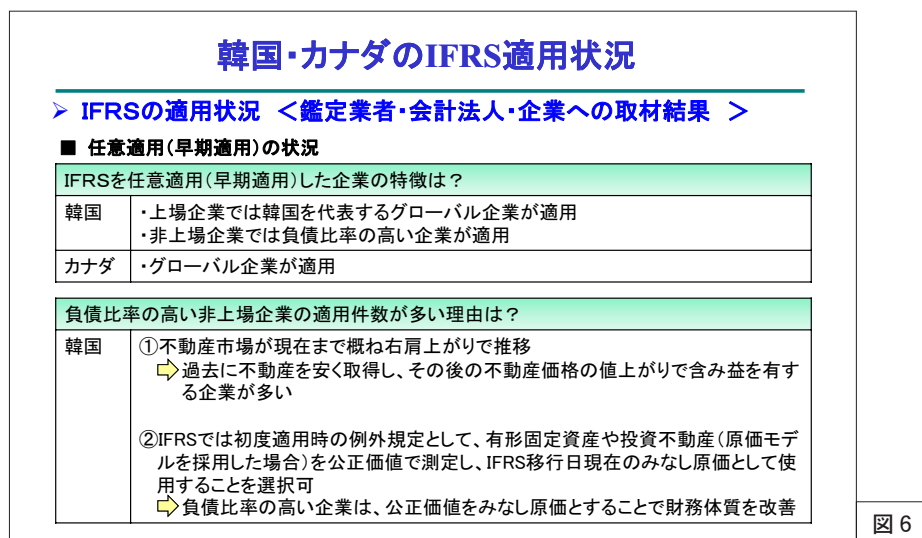 韓国・カナダのIFRS適用状況
➢ IFRSの適用状況 ＜鑑定業者・会計法人・企業への取材結果 ＞
■ 任意適用（早期適用）の状況
IFRSを任意適用（早期適用）した企業の特徴は？
韓国 ・上場企業では韓国を代表するグローバル企業が適用
・非上場企業では負債比率の高い企業が適用
カナダ ・グローバル企業が適用
負債比率の高い非上場企業の適用件数が多い理由は？
韓国 ①不動産市場が現在まで概ね右肩上がりで推移
過去に不動産を安く取得し、その後の不動産価格の値上がりで含み益を有す
る企業が多い
②IFRSでは初度適用時の例外規定として、有形固定資産や投資不動産（原価モデ
ルを採用した場合）を公正価値で測定し、IFRS移行日現在のみなし原価として使
用することを選択可
負債比率の高い企業は、公正価値をみなし原価とすることで財務体質を改善
図6